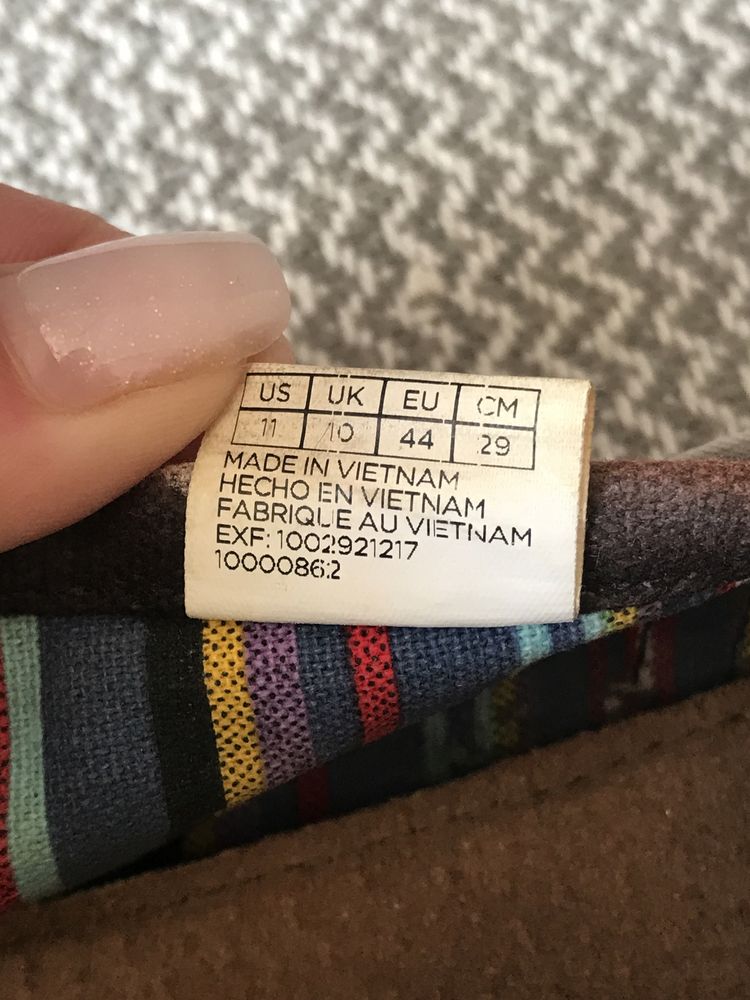 US UK EU CM
11 10 44 29
MADE IN VIETNAM
HECHO EN VIETNAM
FABRIQUE AU VIETNAM
EXF: 1002921217
10000862